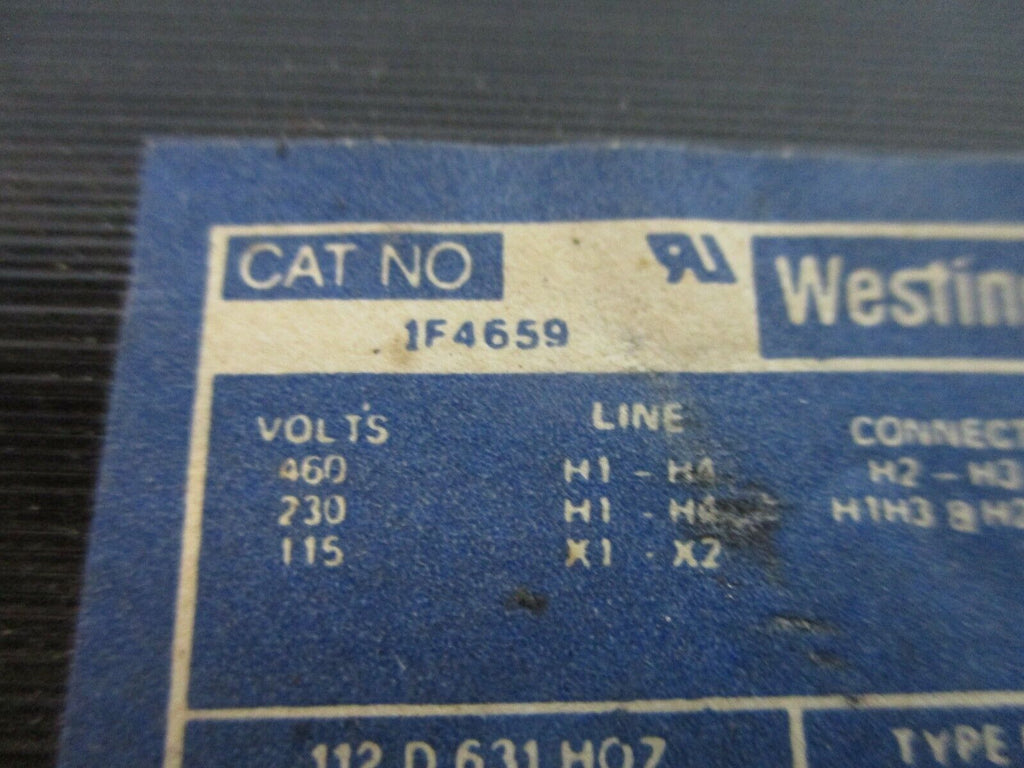 CAT NO
Westin
1F4659
VOLTS LINE CONNECT
460 H1 - H4 H2 - H3
230 H1 - H4 H1H3 & H2
115 X1 - X2
112 D 631 H07
TYPE